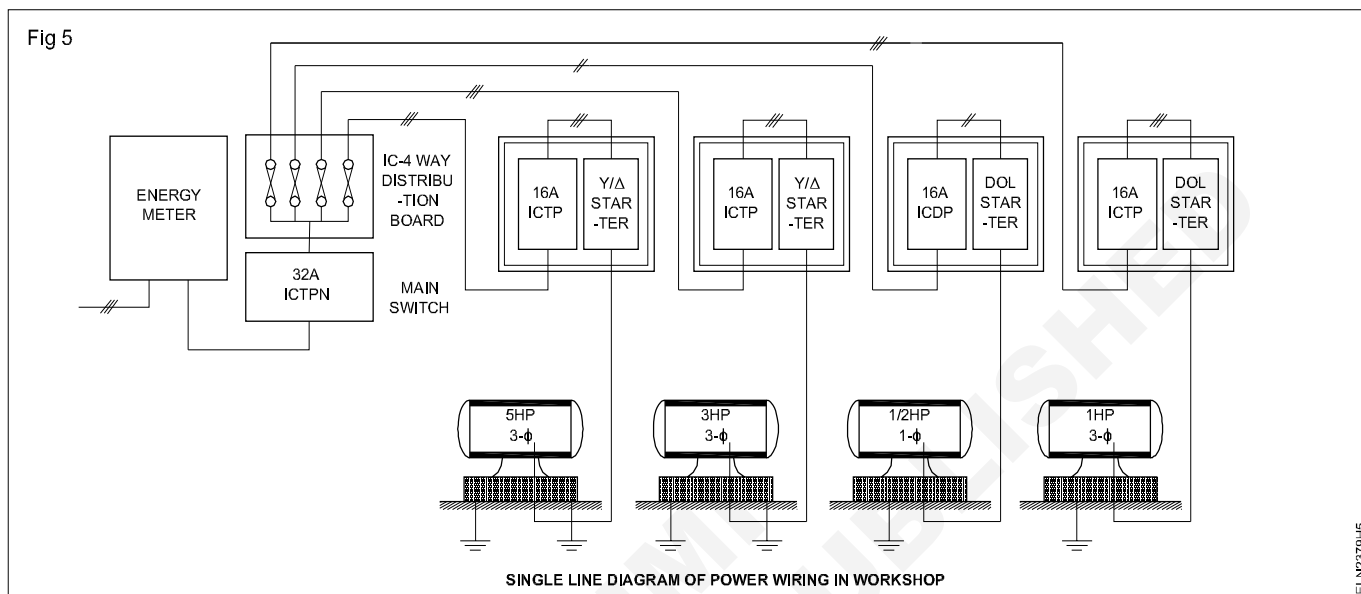 Fig 5
ENERGY
METER
IC-4 WAY
DISTRIBU
-TION
BOARD
32A
ICTPN
MAIN
SWITCH
16A
ICTP
Y/Δ
STAR
-TER
16A
ICTP
Y/Δ
STAR
-TER
16A
ICDP
DOL
STAR
-TER
16A
ICTP
DOL
STAR
-TER
5HP
3-ϕ
3HP
3-ϕ
1/2HP
1-ϕ
1HP
3-ϕ
SINGLE LINE DIAGRAM OF POWER WIRING IN WORKSHOP
UBLISHED